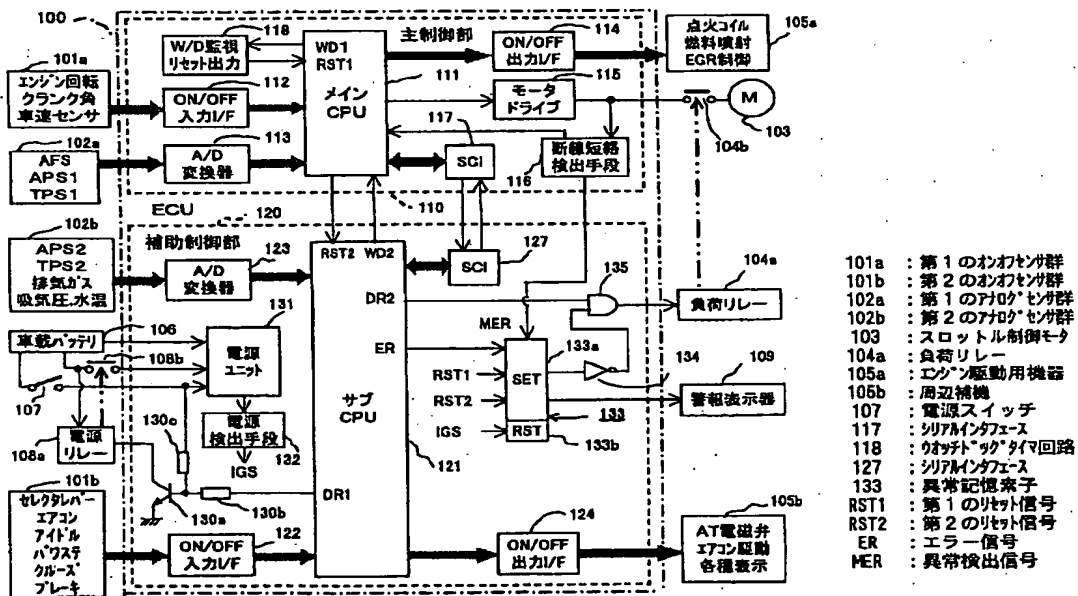 100
118
W/D監視
リセット出力
WD1
RST1
主制御部
114
ON/OFF
出力I/F
105a
点火コイル
燃料噴射
EGR制御
101a
エンジン回転
クランク角
車速センサ
112
ON/OFF
入力I/F
メイン
CPU
111
115
モータ
ドライブ
M
103
104b
102a
AFS
APS1
TPS1
113
A/D
変換器
117
SCI
断線短絡
検出手段
116
ECU
110
120
補助制御部
102b
APS2
TPS2
排気ガス
吸気圧,水温
123
A/D
変換器
RST2 WD2
SCI
127
DR2
135
104a
負荷リレー
106
車載バッテリ
108b
131
電源
ユニット
107
MER
ER
133a
SET
134
109
警報表示器
RST1
RST2
IGS
133
RST
133b
サブ
CPU
121
108a
電源
リレー
130c
電源
検出手段
132
IGS
DR1
130a
130b
101b
セレクタレバー
エアコン
アイドル
パワステ
クルーズ
ブレーキ
122
ON/OFF
入力I/F
124
ON/OFF
出力I/F
105b
AT電磁弁
エアコン駆動
各種表示
101a : 第1のオンオフセンサ群
101b : 第2のオンオフセンサ群
102a : 第1のアナログセンサ群
102b : 第2のアナログセンサ群
103 : スロットル制御モータ
104a : 負荷リレー
105a : エンジン駆動用機器
105b : 周辺補機
107 : 電源スイッチ
117 : シリアルインタフェース
118 : ウオッチドッグタイマ回路
127 : シリアルインタフェース
133 : 異常記憶素子
RST1 : 第1のリセット信号
RST2 : 第2のリセット信号
ER : エラー信号
MER : 異常検出信号